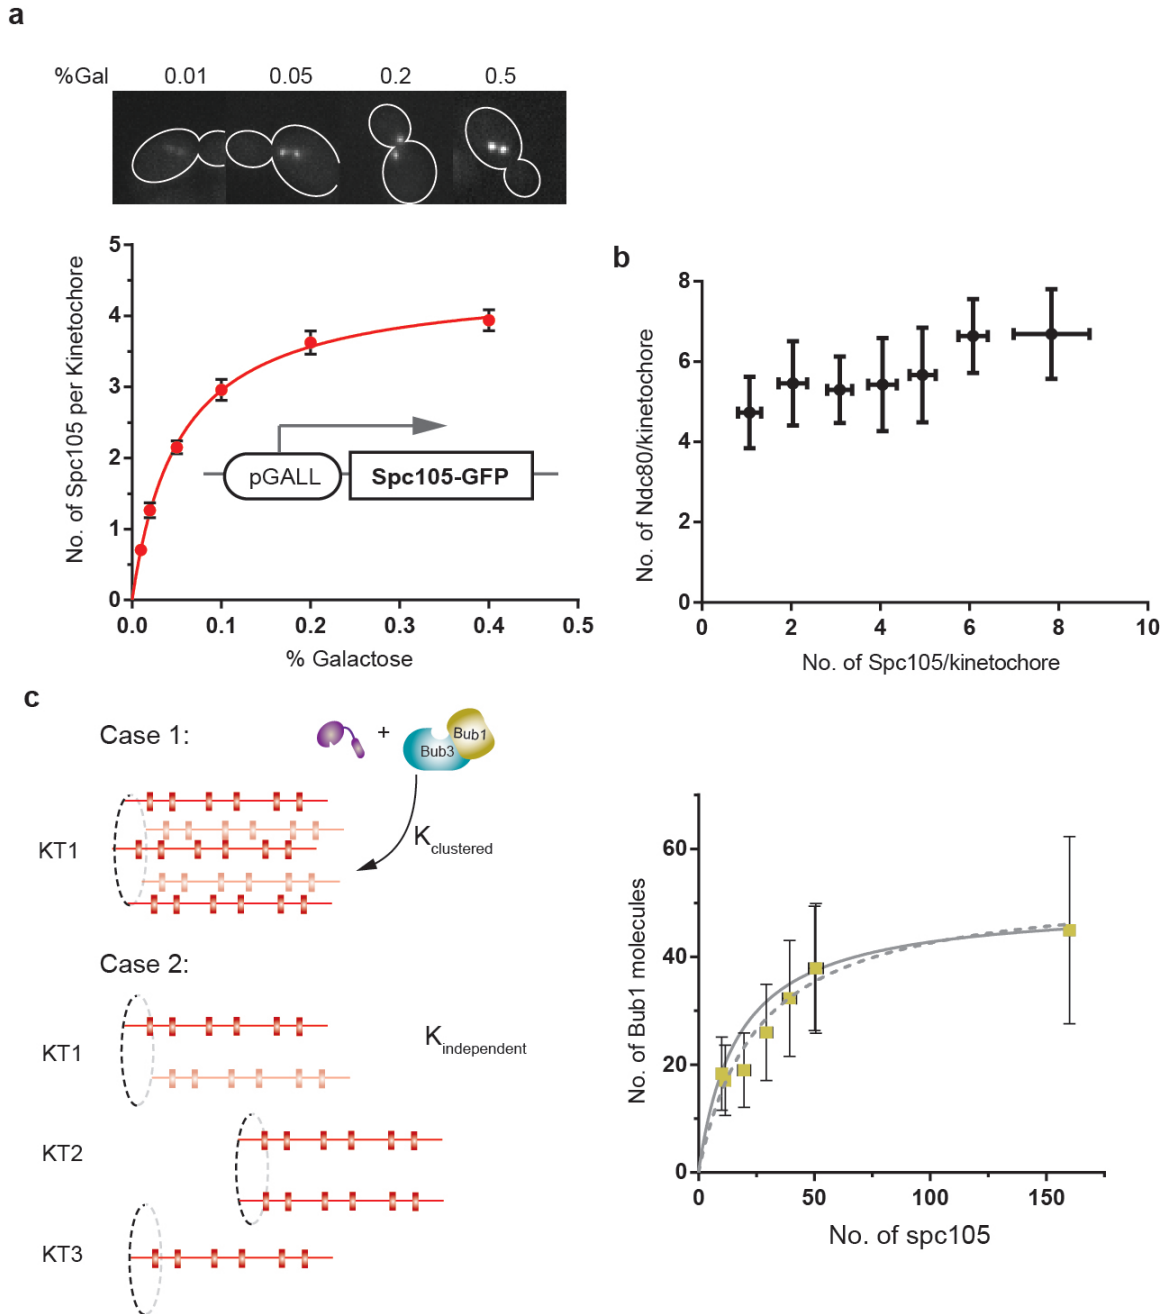 a
%Gal 0.01 0.05 0.2 0.5
5
4
3
2
1
0
No. of Spc105 per Kinetochore
pGALL Spc105-GFP
0.0 0.1 0.2 0.3 0.4 0.5
% Galactose
b
8
6
4
2
0
No. of Ndc80/kinetochore
0 2 4 6 8 10
No. of Spc105/kinetochore
c
Case 1:
+
Bub3 Bub1
KT1
Kclustered
Case 2:
KT1
Kindependent
KT2
KT3
60
40
20
0
No. of Bub1 molecules
0 50 100 150
No. of spc105